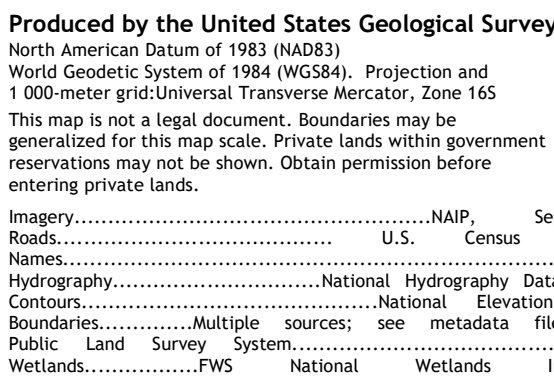 Produced by the United States Geological Survey
North American Datum of 1983 (NAD83)
World Geodetic System of 1984 (WGS84). Projection and
1 000-meter grid:Universal Transverse Mercator, Zone 16S
This map is not a legal document. Boundaries may be
generalized for this map scale. Private lands within government
reservations may not be shown. Obtain permission before
entering private lands.
Imagery.....................................................NAIP,
Roads......................................... U.S. Census
Names.....................................................................
Hydrography...............................National Hydrography
Contours............................................National Elevation
Boundaries..............Multiple sources; see metadata
Public Land Survey System.......................................
Wetlands.................FWS National Wetlands